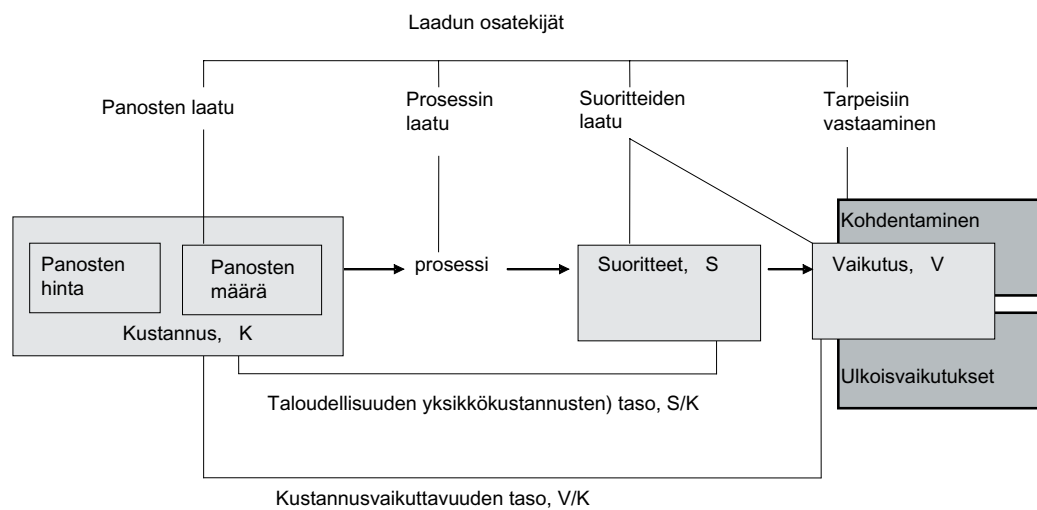 Laadun osatekijät
Panosten laatu
Prosessin
laatu
Suoritteiden
laatu
Tarpeisiin
vastaaminen
Kohdentaminen
Panosten
hinta
Panosten
määrä
Kustannus, K
prosessi
Suoritteet, S
Vaikutus, V
Ulkoisvaikutukset
Taloudellisuuden yksikkökustannusten) taso, S/K
Kustannusvaikuttavuuden taso, V/K